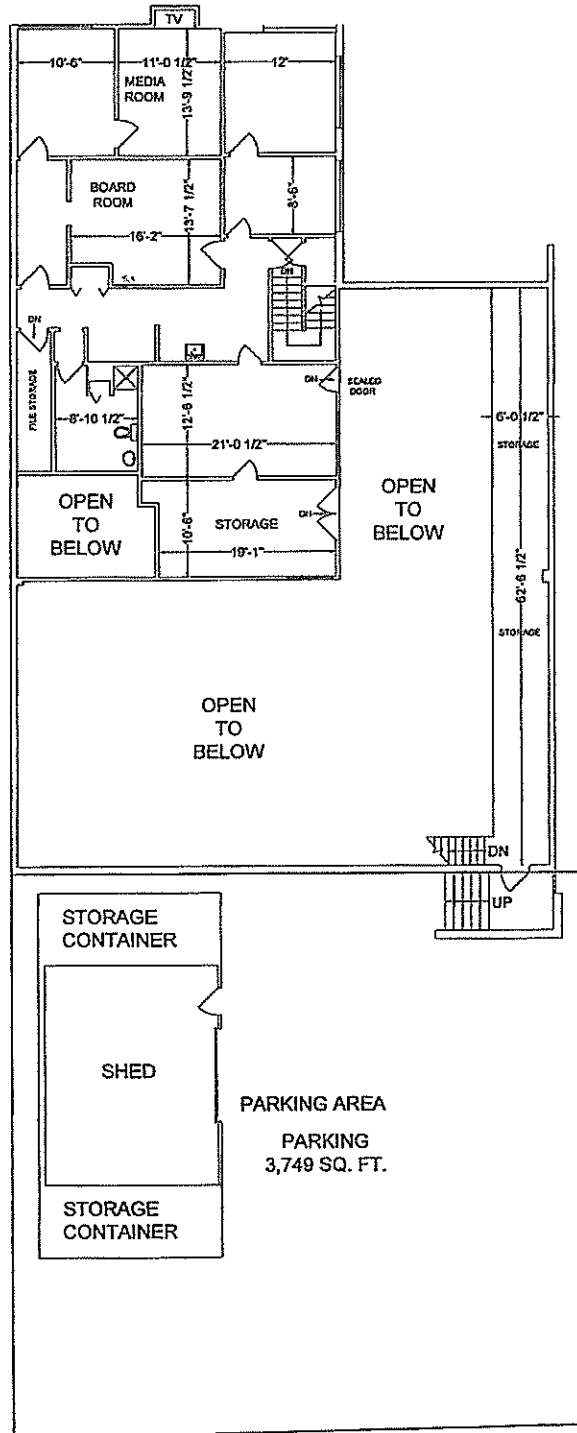 TV
10'-6"
11'-0 1/2"
12'
MEDIA
ROOM
13'-9 1/2"
BOARD
ROOM
13'-7 1/2"
16'-2"
8'-6"
DN
DN
FILE STORAGE
8'-10 1/2"
12'-6 1/2"
DN
SEALED
DOOR
21'-0 1/2"
6'-0 1/2"
STORAGE
OPEN
TO
BELOW
OPEN
TO
BELOW
STORAGE
DN
10'-6"
19'-1"
62'-6 1/2"
STORAGE
OPEN
TO
BELOW
DN
UP
STORAGE
CONTAINER
SHED
PARKING AREA
PARKING
3,749 SQ. FT.
STORAGE
CONTAINER